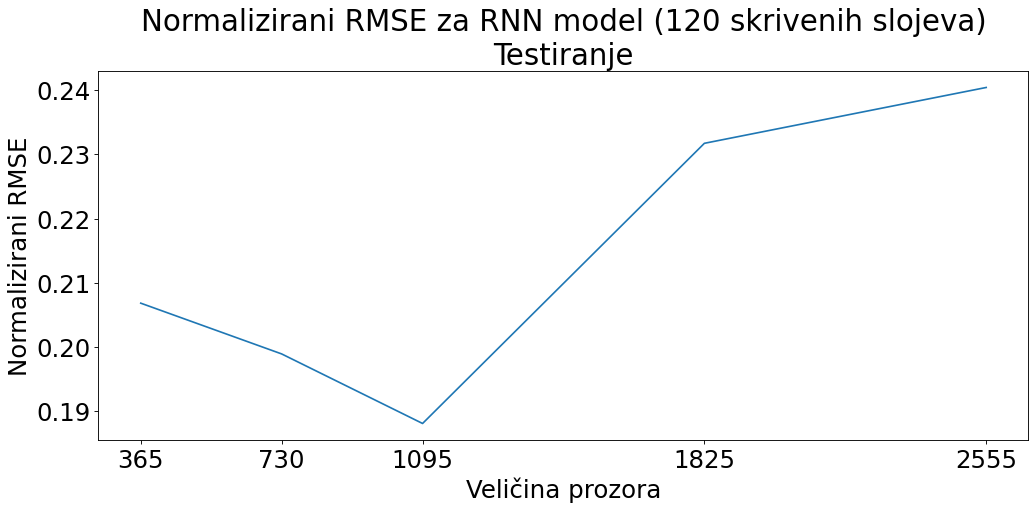 Normalizirani RMSE za RNN model (120 skrivenih slojeva)
Testiranje
Normalizirani RMSE
0.24
0.23
0.22
0.21
0.20
0.19
365 730 1095 1825 2555
Veličina prozora